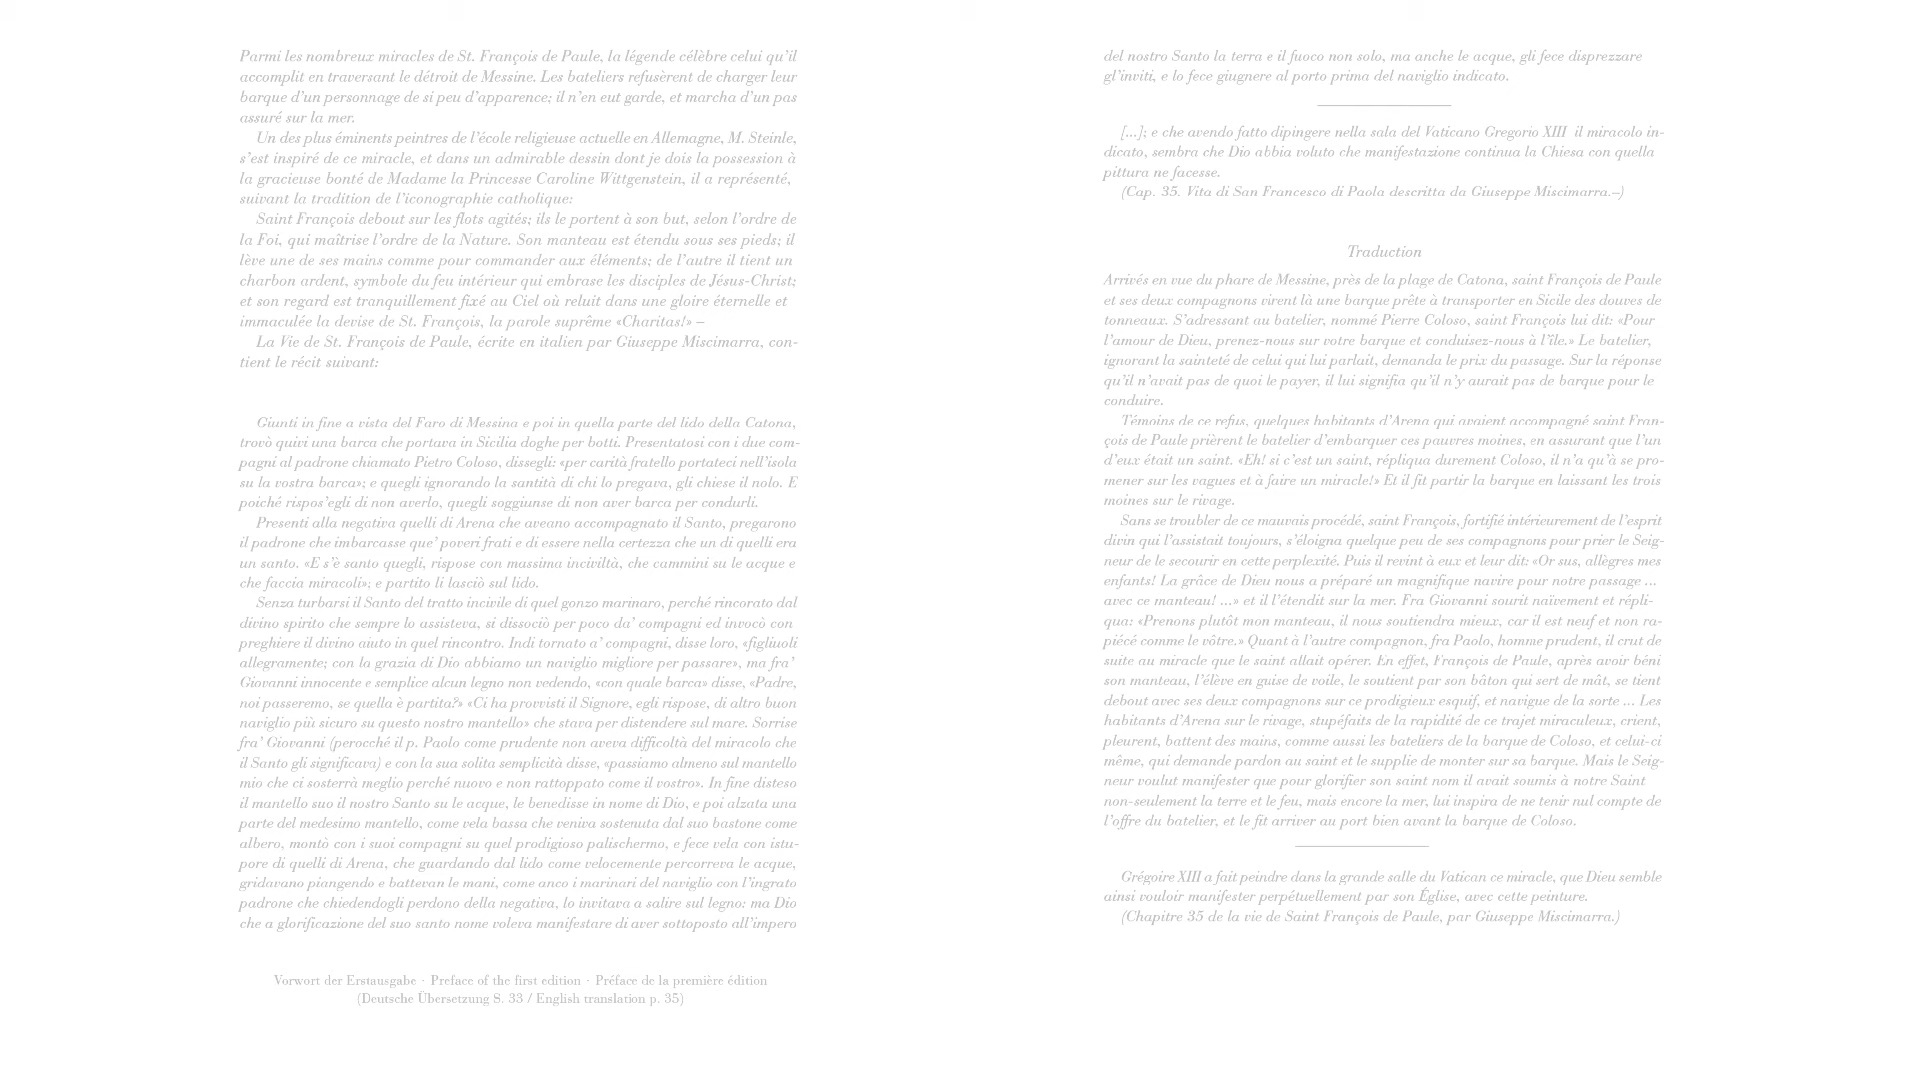 Parmi les nombreux miracles de St. François de Paule, la légende célèbre celui qu’il
accomplit en traversant le détroit de Messine. Les bateliers refusèrent de charger leur
barque d’un personnage de si peu d’apparence; il n’en eut garde, et marcha d’un pas
assuré sur la mer.
Un des plus éminents peintres de l’école religieuse actuelle en Allemagne, M. Steinle,
s’est inspiré de ce miracle, et dans un admirable dessin dont je dois la possession à
la gracieuse bonté de Madame la Princesse Caroline Wittgenstein, il a représenté,
suivant la tradition de l’iconographie catholique:
Saint François debout sur les flots agités; ils le portent à son but, selon l’ordre de
la Foi, qui maîtrise l’ordre de la Nature. Son manteau est étendu sous ses pieds; il
lève une de ses mains comme pour commander aux éléments; de l’autre il tient un
charbon ardent, symbole du feu intérieur qui embrase les disciples de Jésus-Christ;
et son regard est tranquillement fixé au Ciel où reluit dans une gloire éternelle et
immaculée la devise de St. François, la parole suprême «Charitas!» –
La Vie de St. François de Paule, écrite en italien par Giuseppe Miscimarra, con-
tient le récit suivant:
Giunti in fine a vista del Faro di Messina e poi in quella parte del lido della Catona,
trovò quivi una barca che portava in Sicilia doghe per botti. Presentatosi con i due com-
pagni al padrone chiamato Pietro Coloso, dissegli: «per carità fratello portateci nell’isola
su la vostra barca»; e quegli ignorando la santità di chi lo pregava, gli chiese il nolo. E
poiché rispos’egli di non averlo, quegli soggiunse di non aver barca per condurli.
Presenti alla negativa quelli di Arena che aveano accompagnato il Santo, pregarono
il padrone che imbarcasse que’ poveri frati e di essere nella certezza che un di quelli era
un santo. «E s’è santo quegli, rispose con massima inciviltà, che cammini su le acque e
che faccia miracoli»; e partito li lasciò sul lido.
Senza turbarsi il Santo del tratto incivile di quel gonzo marinaro, perché rincorato dal
divino spirito che sempre lo assisteva, si dissociò per poco da’ compagni ed invocò con
preghiere il divino aiuto in quel rincontro. Indi tornato a’ compagni, disse loro, «figliuoli
allegramente; con la grazia di Dio abbiamo un naviglio migliore per passare», ma fra’
Giovanni innocente e semplice alcun legno non vedendo, «con quale barca» disse, «Padre,
noi passeremo, se quella è partita?» «Ci ha provvisti il Signore, egli rispose, di altro buon
naviglio più sicuro su questo nostro mantello» che stava per distendere sul mare. Sorrise
fra’ Giovanni (perocché il p. Paolo come prudente non aveva difficoltà del miracolo che
il Santo gli significava) e con la sua solita semplicità disse, «passiamo almeno sul mantello
mio che ci sosterrà meglio perché nuovo e non rattoppato come il vostro». In fine disteso
il mantello suo il nostro Santo su le acque, le benedisse in nome di Dio, e poi alzata una
parte del medesimo mantello, come vela bassa che veniva sostenuta dal suo bastone come
albero, montò con i suoi compagni su quel prodigioso palischermo, e fece vela con istu-
pore di quelli di Arena, che guardando dal lido come velocemente percorreva le acque,
gridavano piangendo e battevan le mani, come anco i marinari del naviglio con l’ingrato
padrone che chiedendogli perdono della negativa, lo invitava a salire sul legno: ma Dio
che a glorificazione del suo santo nome voleva manifestare di aver sottoposto all’impero
Vorwort der Erstausgabe · Preface of the first edition · Préface de la première édition
(Deutsche Übersetzung S. 33 / English translation p. 35)
del nostro Santo la terra e il fuoco non solo, ma anche le acque, gli fece disprezzare
gl’inviti, e lo fece giugnere al porto prima del naviglio indicato.
[...]; e che avendo fatto dipingere nella sala del Vaticano Gregorio XIII il miracolo in-
dicato, sembra che Dio abbia voluto che manifestazione continua la Chiesa con quella
pittura ne facesse.
(Cap. 35. Vita di San Francesco di Paola descritta da Giuseppe Miscimarra.–)
Traduction
Arrivés en vue du phare de Messine, près de la plage de Catona, saint François de Paule
et ses deux compagnons virent là une barque prête à transporter en Sicile des douves de
tonneaux. S’adressant au batelier, nommé Pierre Coloso, saint François lui dit: «Pour
l’amour de Dieu, prenez-nous sur votre barque et conduisez-nous à l’île.» Le batelier,
ignorant la sainteté de celui qui lui parlait, demanda le prix du passage. Sur la réponse
qu’il n’avait pas de quoi le payer, il lui signifia qu’il n’y aurait pas de barque pour le
conduire.
Témoins de ce refus, quelques habitants d’Arena qui avaient accompagné saint Fran-
çois de Paule prièrent le batelier d’embarquer ces pauvres moines, en assurant que l’un
d’eux était un saint. «Eh! si c’est un saint, répliqua durement Coloso, il n’a qu’à se pro-
mener sur les vagues et à faire un miracle!» Et il fit partir la barque en laissant les trois
moines sur le rivage.
Sans se troubler de ce mauvais procédé, saint François, fortifié intérieurement de l’esprit
divin qui l’assistait toujours, s’éloigna quelque peu de ses compagnons pour prier le Seig-
neur de le secourir en cette perplexité. Puis il revint à eux et leur dit: «Or sus, allègres mes
enfants! La grâce de Dieu nous a préparé un magnifique navire pour notre passage ...
avec ce manteau! ...» et il l’étendit sur la mer. Fra Giovanni sourit naïvement et répli-
qua: «Prenons plutôt mon manteau, il nous soutiendra mieux, car il est neuf et non ra-
piécé comme le vôtre.» Quant à l’autre compagnon, fra Paolo, homme prudent, il crut de
suite au miracle que le saint allait opérer. En effet, François de Paule, après avoir béni
son manteau, l’élève en guise de voile, le soutient par son bâton qui sert de mât, se tient
debout avec ses deux compagnons sur ce prodigieux esquif, et navigue de la sorte ... Les
habitants d’Arena sur le rivage, stupéfaits de la rapidité de ce trajet miraculeux, crient,
pleurent, battent des mains, comme aussi les bateliers de la barque de Coloso, et celui-ci
même, qui demande pardon au saint et le supplie de monter sur sa barque. Mais le Seig-
neur voulut manifester que pour glorifier son saint nom il avait soumis à notre Saint
non-seulement la terre et le feu, mais encore la mer, lui inspira de ne tenir nul compte de
l’offre du batelier, et le fit arriver au port bien avant la barque de Coloso.
Grégoire XIII a fait peindre dans la grande salle du Vatican ce miracle, que Dieu semble
ainsi vouloir manifester perpétuellement par son Église, avec cette peinture.
(Chapitre 35 de la vie de Saint François de Paule, par Giuseppe Miscimarra.)